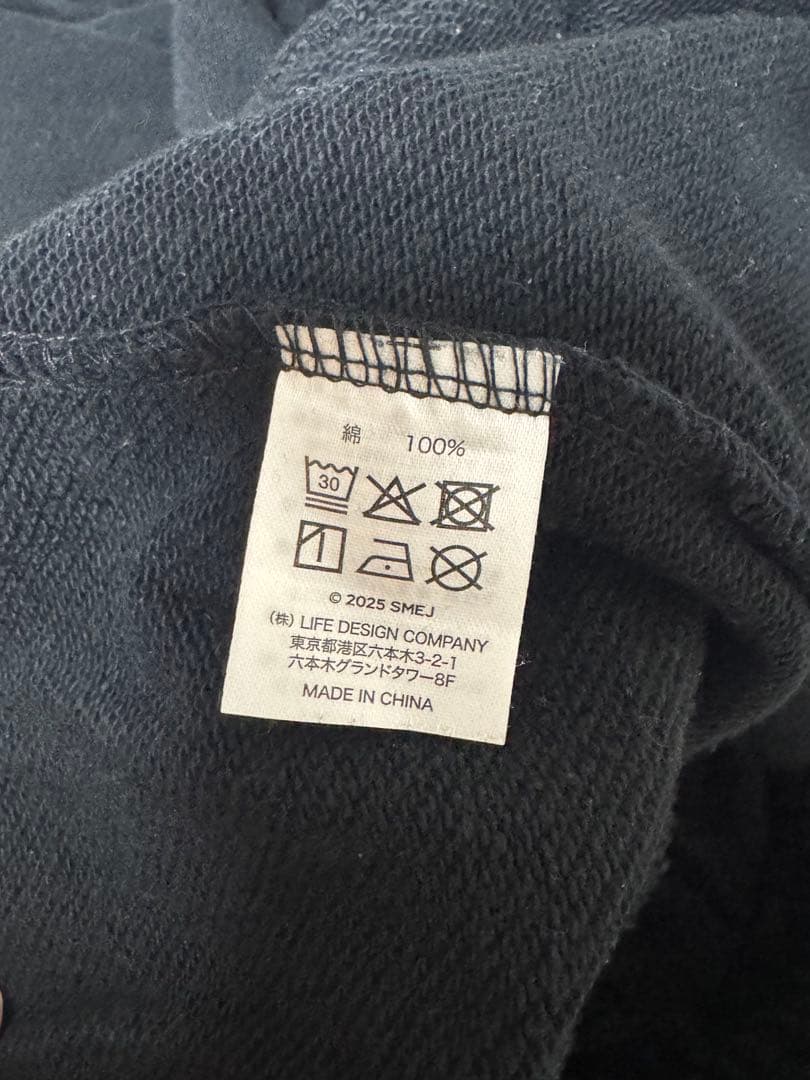 綿 100%
30
© 2025 SMEJ
(株) LIFE DESIGN COMPANY
東京都港区六本木3-2-1
六本木グランドタワー8F
MADE IN CHINA